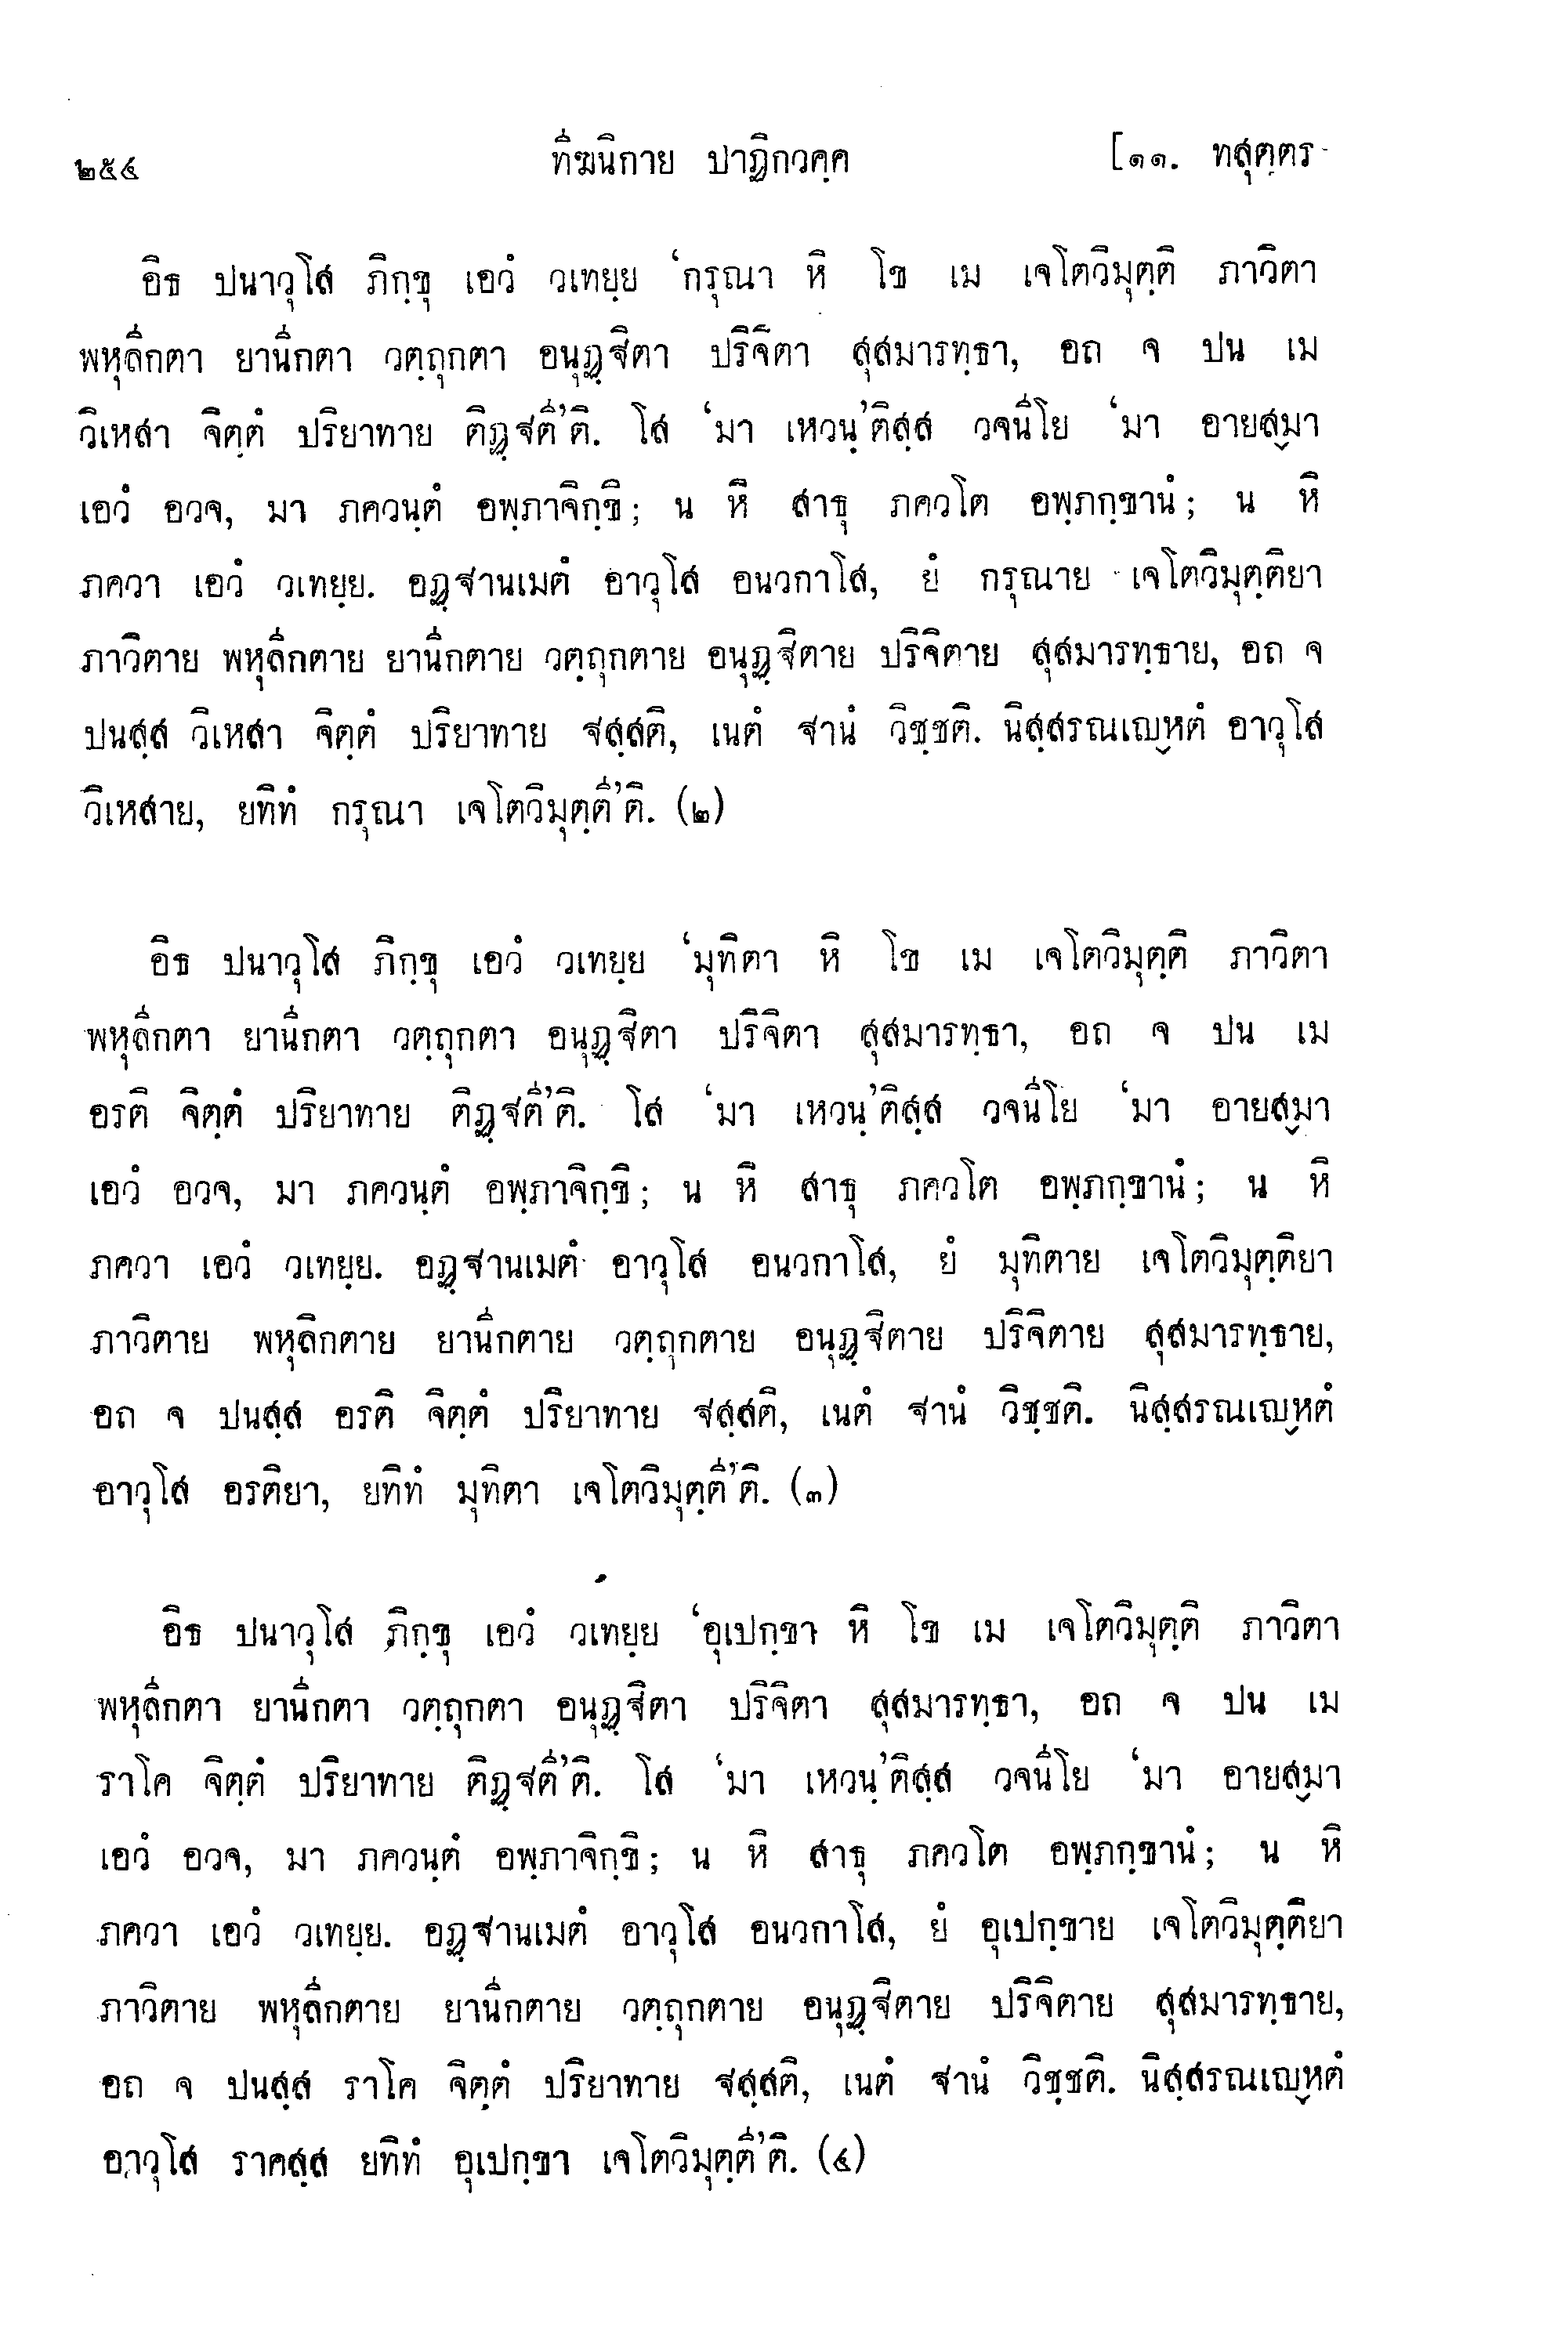 ๒๕๔ ทีฆนิกาย ปาฏิกวคฺค [๑๑. ทสุตฺตร
อิธ ปนาวุโส ภิกฺขุ เอวํ วเทยฺย ‘กรุณา หิ โข เม เจโตวิมุตฺติ ภาวิตา
พหุลีกตา ยานีกตา วตฺถุกตา อนุฏฺฐิตา ปริจิตา สุสมารทฺธา, อถ จ ปน เม
วิเหสา จิตฺตํ ปริยาทาย ติฏฺฐตี’ติ. โส ‘มา เหวนฺ’ติสฺส วจนีโย ‘มา อายสฺมา
เอวํ อวจ, มา ภควนฺตํ อพฺภาจิกฺขิ; น หิ สาธุ ภควโต อพฺภกฺขานํ; น หิ
ภควา เอวํ วเทยฺย. อฏฺฐานเมตํ อาวุโส อนวกาโส, ยํ กรุณาย เจโตวิมุตฺติยา
ภาวิตาย พหุลีกตาย ยานีกตาย วตฺถุกตาย อนุฏฺฐิตาย ปริจิตาย สุสมารทฺธาย, อถ จ
ปนสฺส วิเหสา จิตฺตํ ปริยาทาย ฐสฺสติ, เนตํ ฐานํ วิชฺชติ. นิสฺสรณเญฺหตํ อาวุโส
วิเหสาย, ยทิทํ กรุณา เจโตวิมุตฺตี’ติ. (๒)
อิธ ปนาวุโส ภิกฺขุ เอวํ วเทยฺย ‘มุทิตา หิ โข เม เจโตวิมุตฺติ ภาวิตา
พหุลีกตา ยานีกตา วตฺถุกตา อนุฏฺฐิตา ปริจิตา สุสมารทฺธา, อถ จ ปน เม
อรติ จิตฺตํ ปริยาทาย ติฏฺฐตี’ติ. โส ‘มา เหวนฺ’ติสฺส วจนีโย ‘มา อายสฺมา
เอวํ อวจ, มา ภควนฺตํ อพฺภาจิกฺขิ; น หิ สาธุ ภควโต อพฺภกฺขานํ; น หิ
ภควา เอวํ วเทยฺย. อฏฺฐานเมตํ อาวุโส อนวกาโส, ยํ มุทิตาย เจโตวิมุตฺติยา
ภาวิตาย พหุลิกตาย ยานีกตาย วตฺถุกตาย อนุฏฺฐิตาย ปริจิตาย สุสมารทฺธาย,
อถ จ ปนสฺส อรติ จิตฺตํ ปริยาทาย ฐสฺสติ, เนตํ ฐานํ วิชฺชติ. นิสฺสรณเญฺหตํ
อาวุโส อรติยา, ยทิทํ มุทิตา เจโตวิมุตฺตี’ติ. (๓)
อิธ ปนาวุโส ภิกฺขุ เอวํ วเทยฺย ‘อุเปกฺขา หิ โข เม เจโตวิมุตฺติ ภาวิตา
พหุลีกตา ยานีกตา วตฺถุกตา อนุฏฺฐิตา ปริจิตา สุสมารทฺธา, อถ จ ปน เม
ราโค จิตฺตํ ปริยาทาย ติฏฺฐตี’ติ. โส ‘มา เหวนฺ’ติสฺส วจนีโย ‘มา อายสฺมา
เอวํ อวจ, มา ภควนฺตํ อพฺภาจิกฺขิ; น หิ สาธุ ภควโต อพฺภกฺขานํ; น หิ
ภควา เอวํ วเทยฺย. อฏฺฐานเมตํ อาวุโส อนวกาโส, ยํ อุเปกฺขาย เจโตวิมุตฺติยา
ภาวิตาย พหุลีกตาย ยานีกตาย วตฺถุกตาย อนุฏฺฐิตาย ปริจิตาย สุสมารทฺธาย,
อถ จ ปนสฺส ราโค จิตฺตํ ปริยาทาย ฐสฺสติ, เนตํ ฐานํ วิชฺชติ. นิสฺสรณเญฺหตํ
อาวุโส ราคสฺส ยทิทํ อุเปกฺขา เจโตวิมุตฺตี’ติ. (๔)